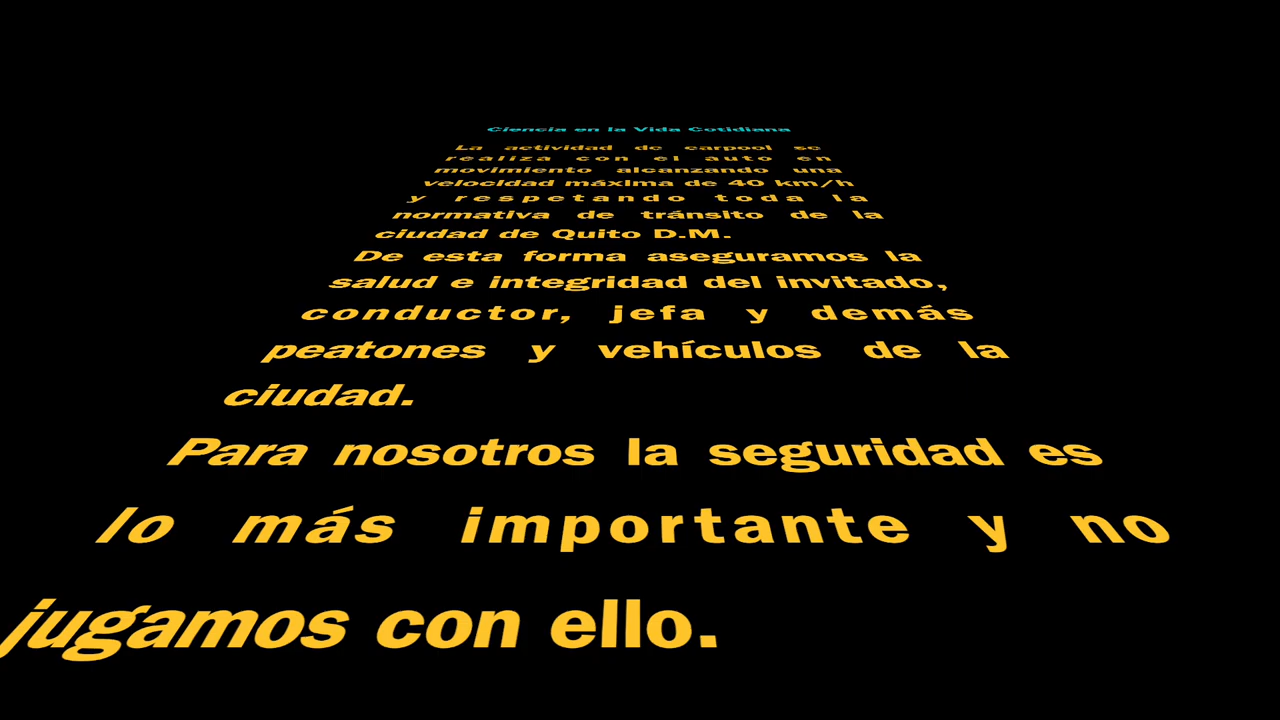 Ciencia en la Vida Cotidiana
La actividad de carpool se
realiza con el auto en
movimiento alcanzando una
velocidad máxima de 40 km/h
y respetando toda la
normativa de tránsito de la
ciudad de Quito D.M.
De esta forma aseguramos la
salud e integridad del invitado,
conductor, jefa y demás
peatones y vehículos de la
ciudad.
Para nosotros la seguridad es
lo más importante y no
jugamos con ello.